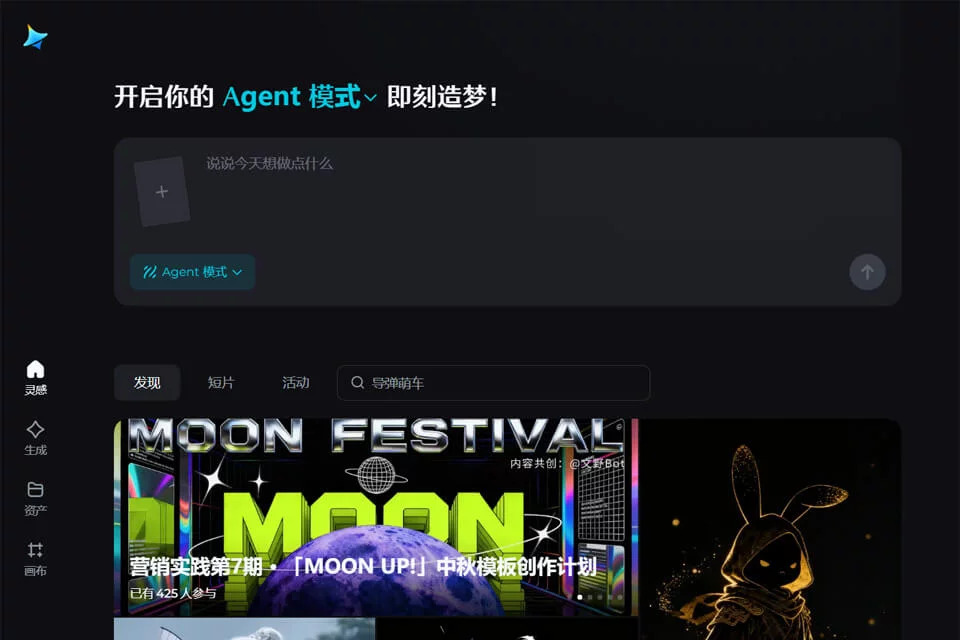 开启你的 Agent 模式 即刻造梦！
说说今天想做点什么
Agent 模式
灵感
生成
资产
画布
发现 短片 活动 导弹萌车
MOON FESTIVAL
内容共创：@文野Bot
MOON
营销实践第7期·「MOON UP!」中秋模板创作计划
已有 425 人参与